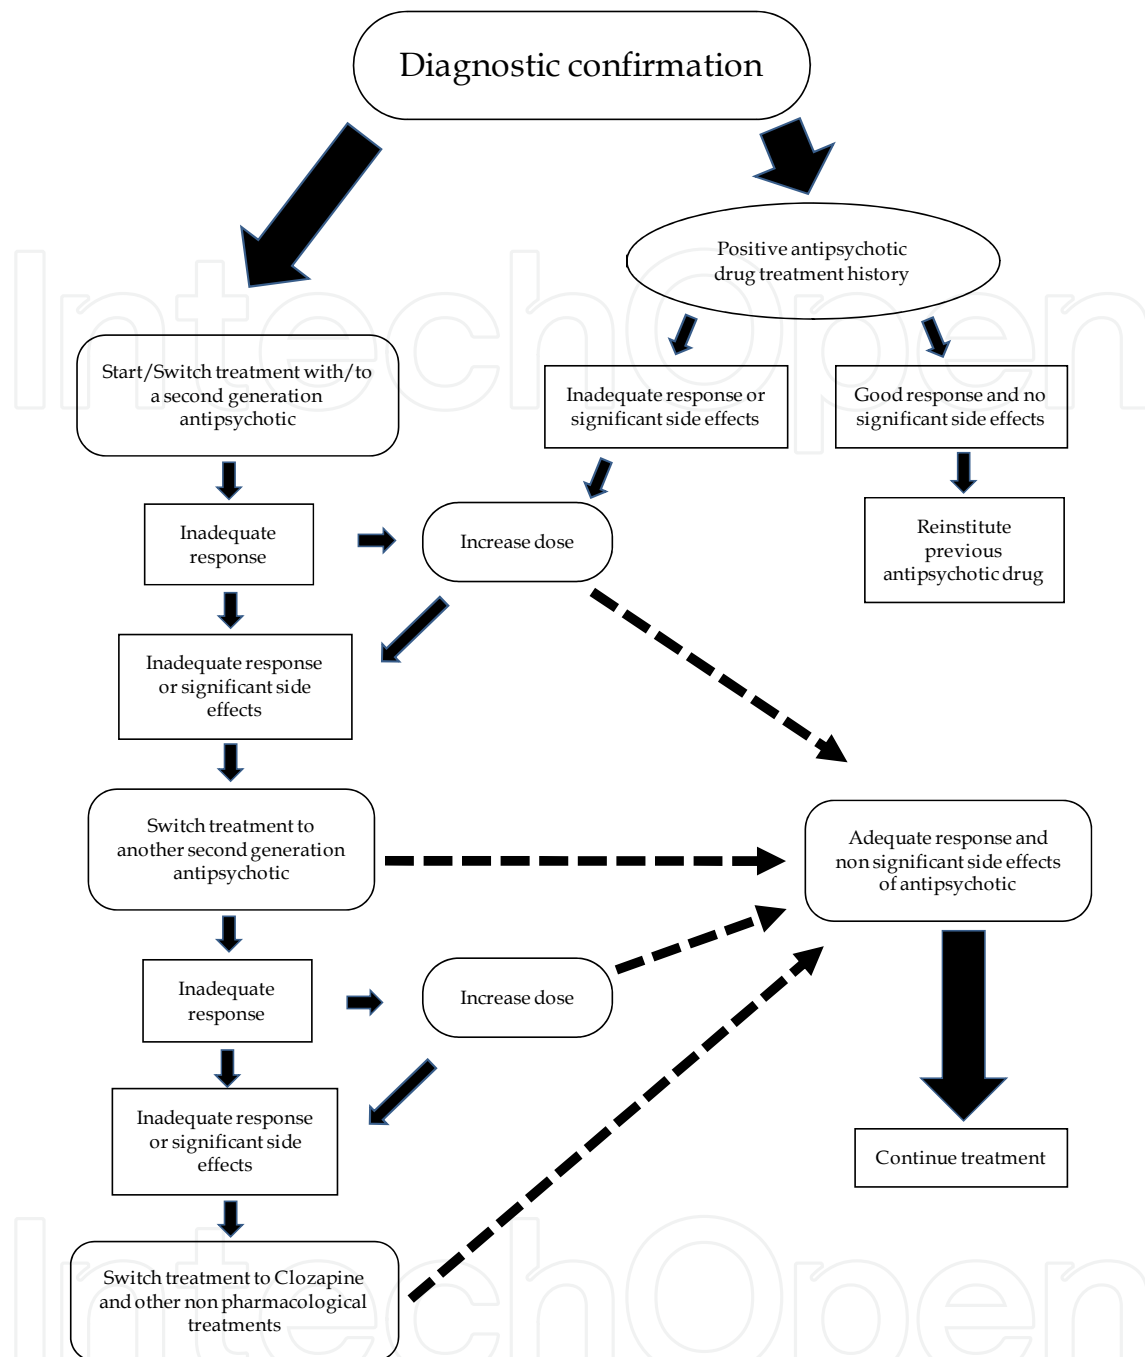 Diagnostic confirmation
Positive antipsychotic
drug treatment history
Start/Switch treatment with/to
a second generation
antipsychotic
Inadequate response or
significant side effects
Good response and no
significant side effects
Inadequate
response
Increase dose
Reinstitute
previous
antipsychotic drug
Inadequate response
or significant side
effects
Switch treatment to
another second generation
antipsychotic
Adequate response and
non significant side effects
of antipsychotic
Inadequate
response
Increase dose
Inadequate response
or significant side
effects
Continue treatment
Switch treatment to Clozapine
and other non pharmacological
treatments
IntechOpen
IntechOpen